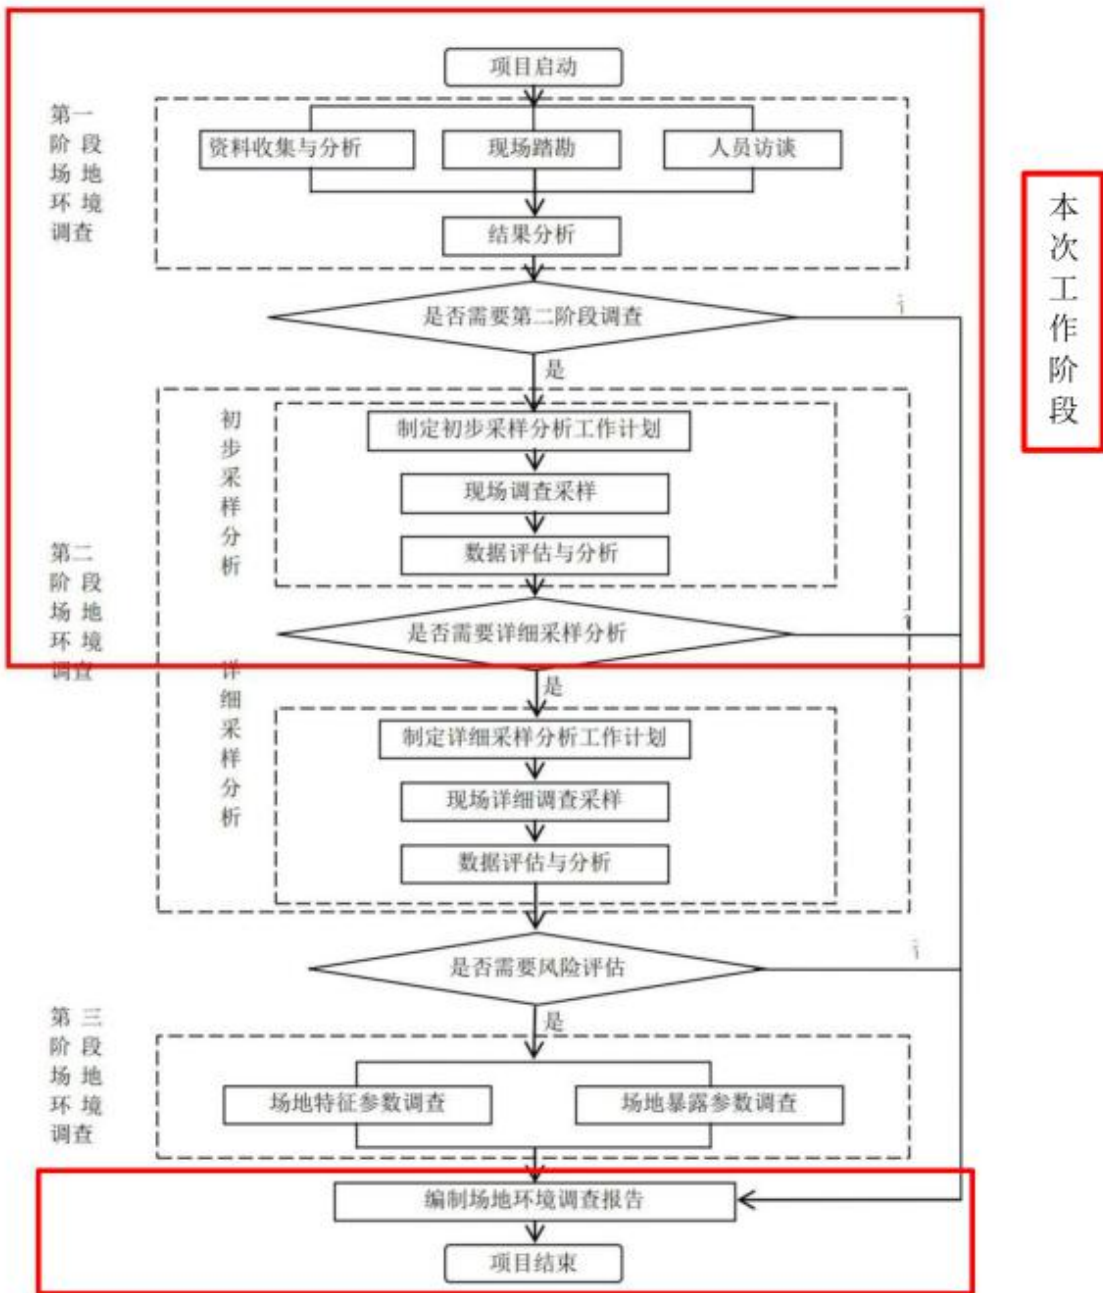 项目启动
第一
阶 段
场 地
环 境
调查
资料收集与分析
现场踏勘
人员访谈
结果分析
本次工作阶段
是否需要第二阶段调查
是
初步采样分析
制定初步采样分析工作计划
现场调查采样
数据评估与分析
第二
阶 段
场 地
环 境
调查
是否需要详细采样分析
是
详细采样分析
制定详细采样分析工作计划
现场详细调查采样
数据评估与分析
是否需要风险评估
是
第 三
阶 段
场 地
环 境
调查
场地特征参数调查
场地暴露参数调查
编制场地环境调查报告
项目结束